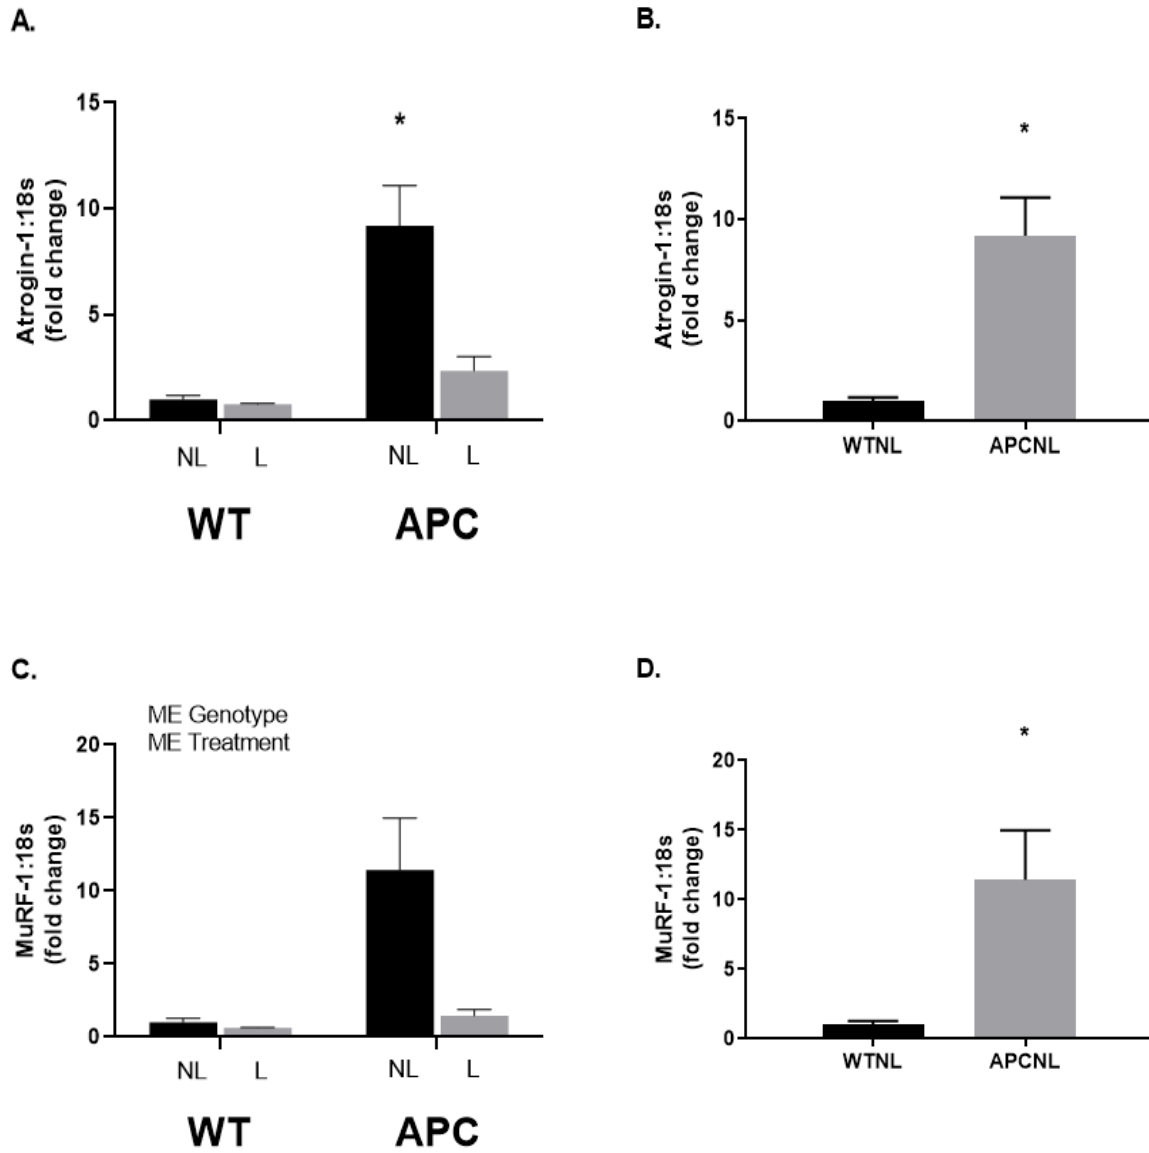 A.
Atrogin-1:18s
(fold change)
15
10
5
0
*
NL L NL L
WT APC
B.
Atrogin-1:18s
(fold change)
15
10
5
0
*
WTNL APCNL
C.
ME Genotype
ME Treatment
MuRF-1:18s
(fold change)
20
15
10
5
0
NL L NL L
WT APC
D.
MuRF-1:18s
(fold change)
20
15
10
5
0
*
WTNL APCNL